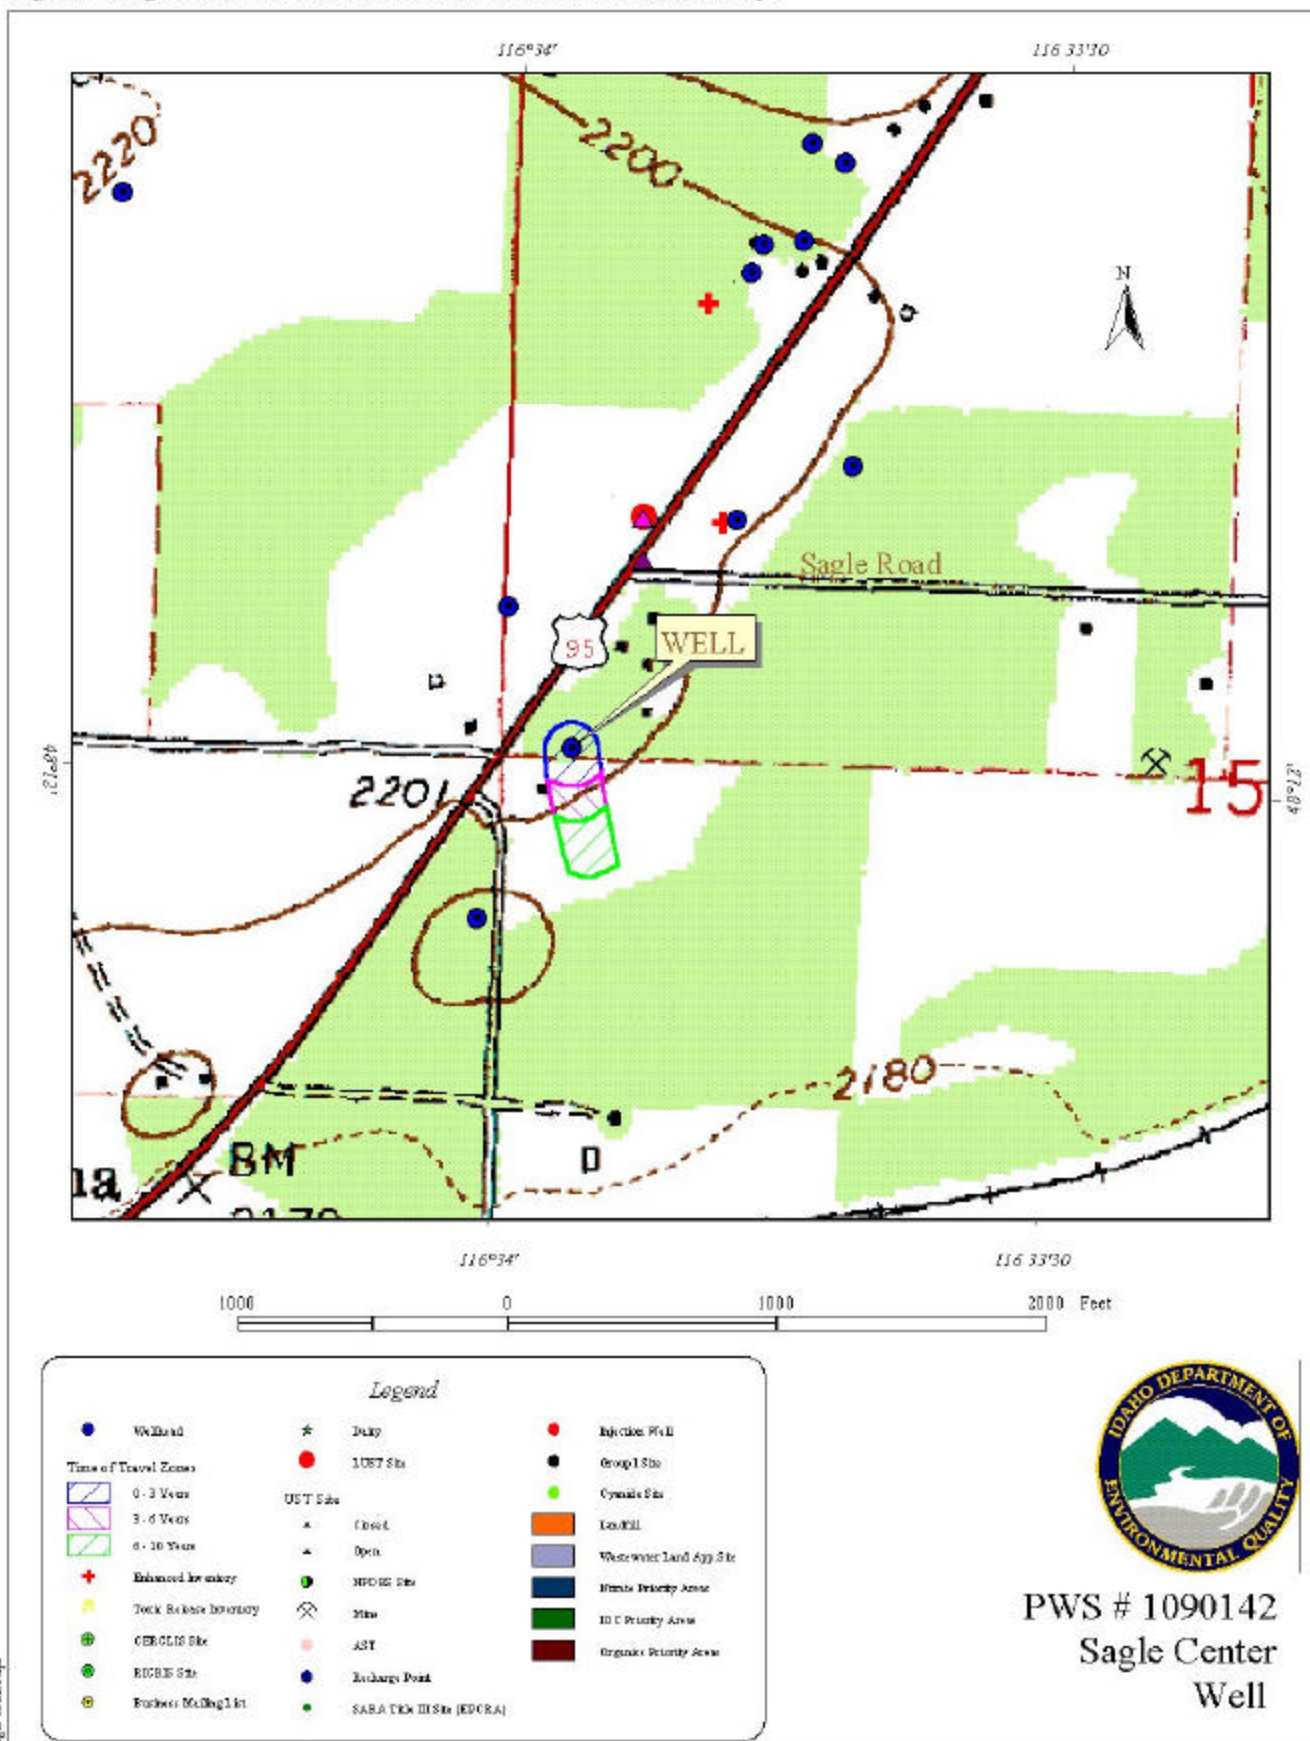 116°34'
116 33'30
2220
2200
N
Sagle Road
95
WELL
48°12'
2201
15
48°12'
2180
BM
116°34'
116 33'30
1000 0 1000 2000 Feet
Legend
Wellhead
Time of Travel Zones
0 - 3 Years
3 - 6 Years
6 - 10 Years
Enhanced Inventory
Toxic Release Inventory
CERCLIS Site
RCRIS Site
Business Mailing List
Dairy
LUST Site
UST Site
Closed
Open
NPDES Site
Mine
AST
Recharge Point
SARA Title III Site (EPCRA)
Injection Well
Group 1 Site
Cyanide Site
Landfill
Wastewater Land App. Site
Nitrate Priority Areas
IOC Priority Areas
Organics Priority Areas
IDAHO DEPARTMENT OF
ENVIRONMENTAL QUALITY
PWS # 1090142
Sagle Center
Well